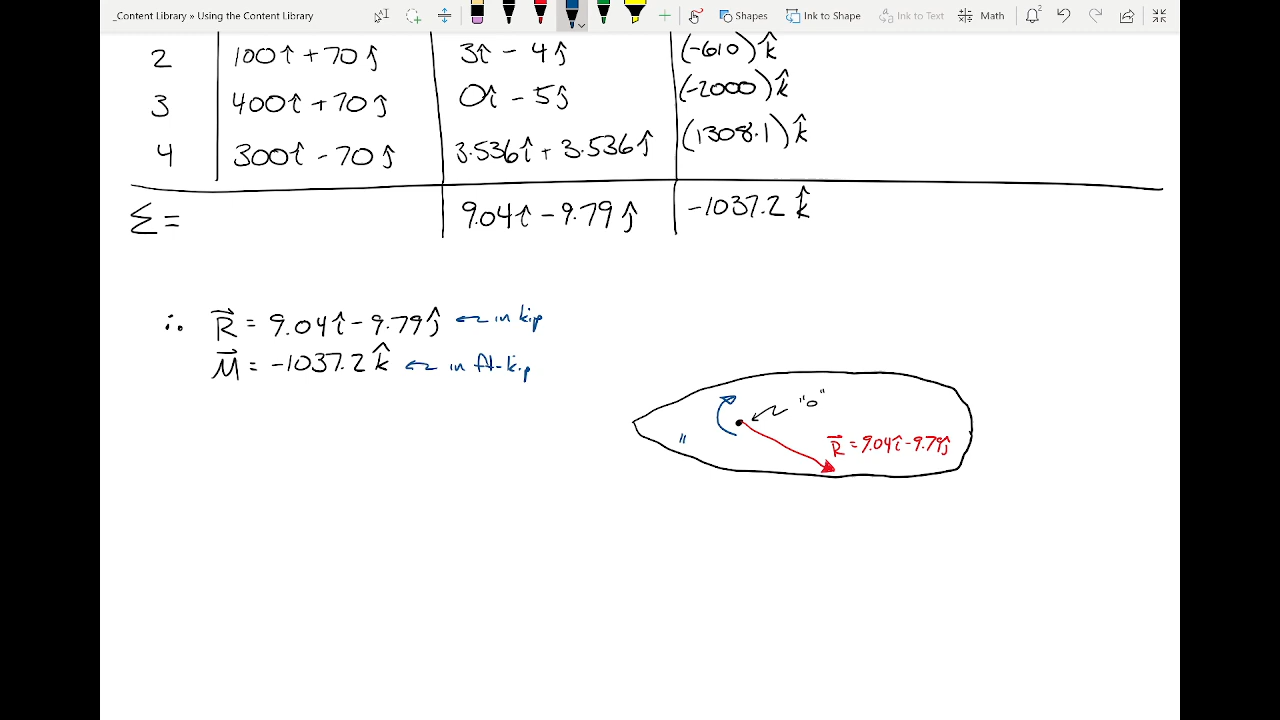 _Content Library » Using the Content Library
Shapes Ink to Shape Ink to Text Math 2
2 100î + 70ĵ 3î - 4ĵ (-610)k̂
3 400î + 70ĵ 0î - 5ĵ (-2000)k̂
4 300î - 70ĵ 3.536î + 3.536ĵ (1308.1)k̂
Σ = 9.04î - 9.79ĵ -1037.2 k̂
∴ R⃗ = 9.04î - 9.79ĵ ← in kip
M⃗ = -1037.2 k̂ ← in ft-kip
"o"
"
R⃗ = 9.04î - 9.79ĵ